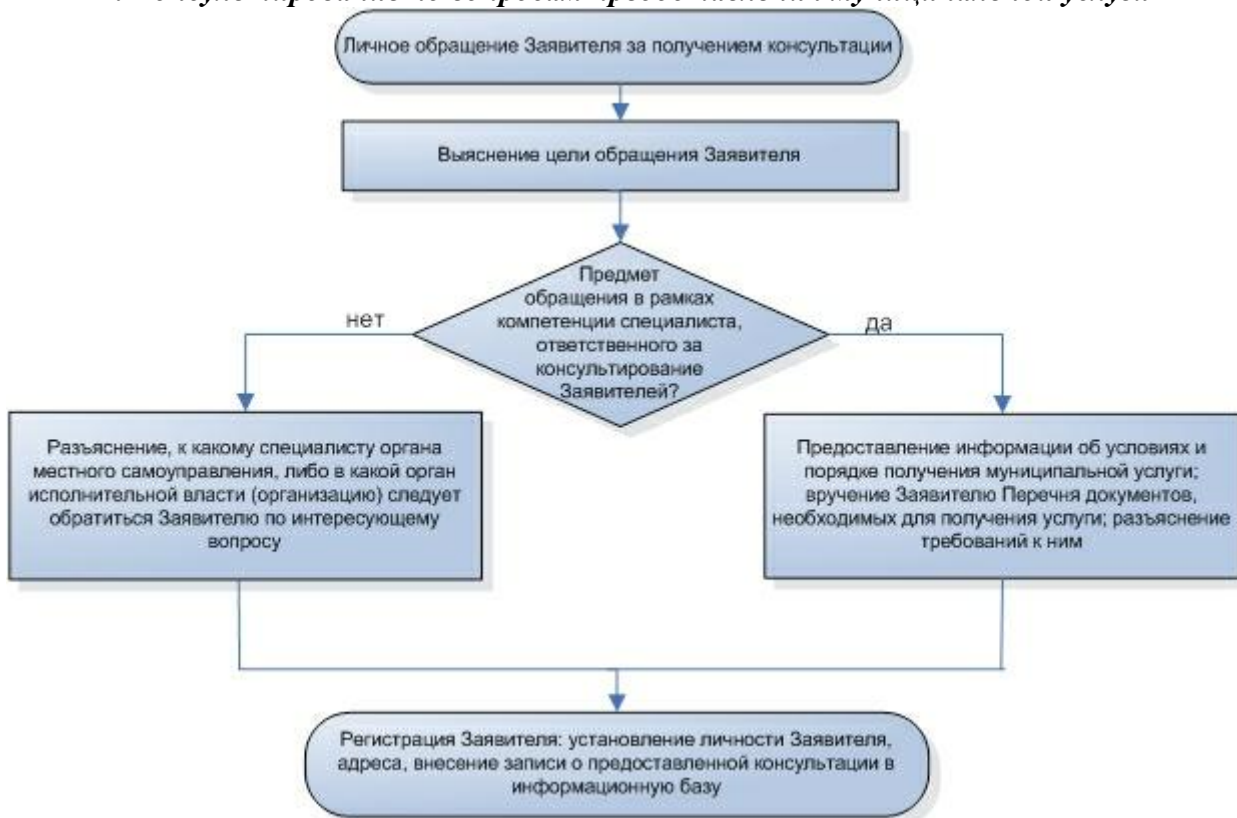 Личное обращение Заявителя за получением консультации
Выяснение цели обращения Заявителя
Предмет
обращения в рамках
компетенции специалиста,
ответственного за
консультирование
Заявителей?
нет
да
Разъяснение, к какому специалисту органа
местного самоуправления, либо в какой орган
исполнительной власти (организацию) следует
обратиться Заявителю по интересующему
вопросу
Предоставление информации об условиях и
порядке получения муниципальной услуги;
вручение Заявителю Перечня документов,
необходимых для получения услуги; разъяснение
требований к ним
Регистрация Заявителя: установление личности Заявителя,
адреса, внесение записи о предоставленной консультации в
информационную базу